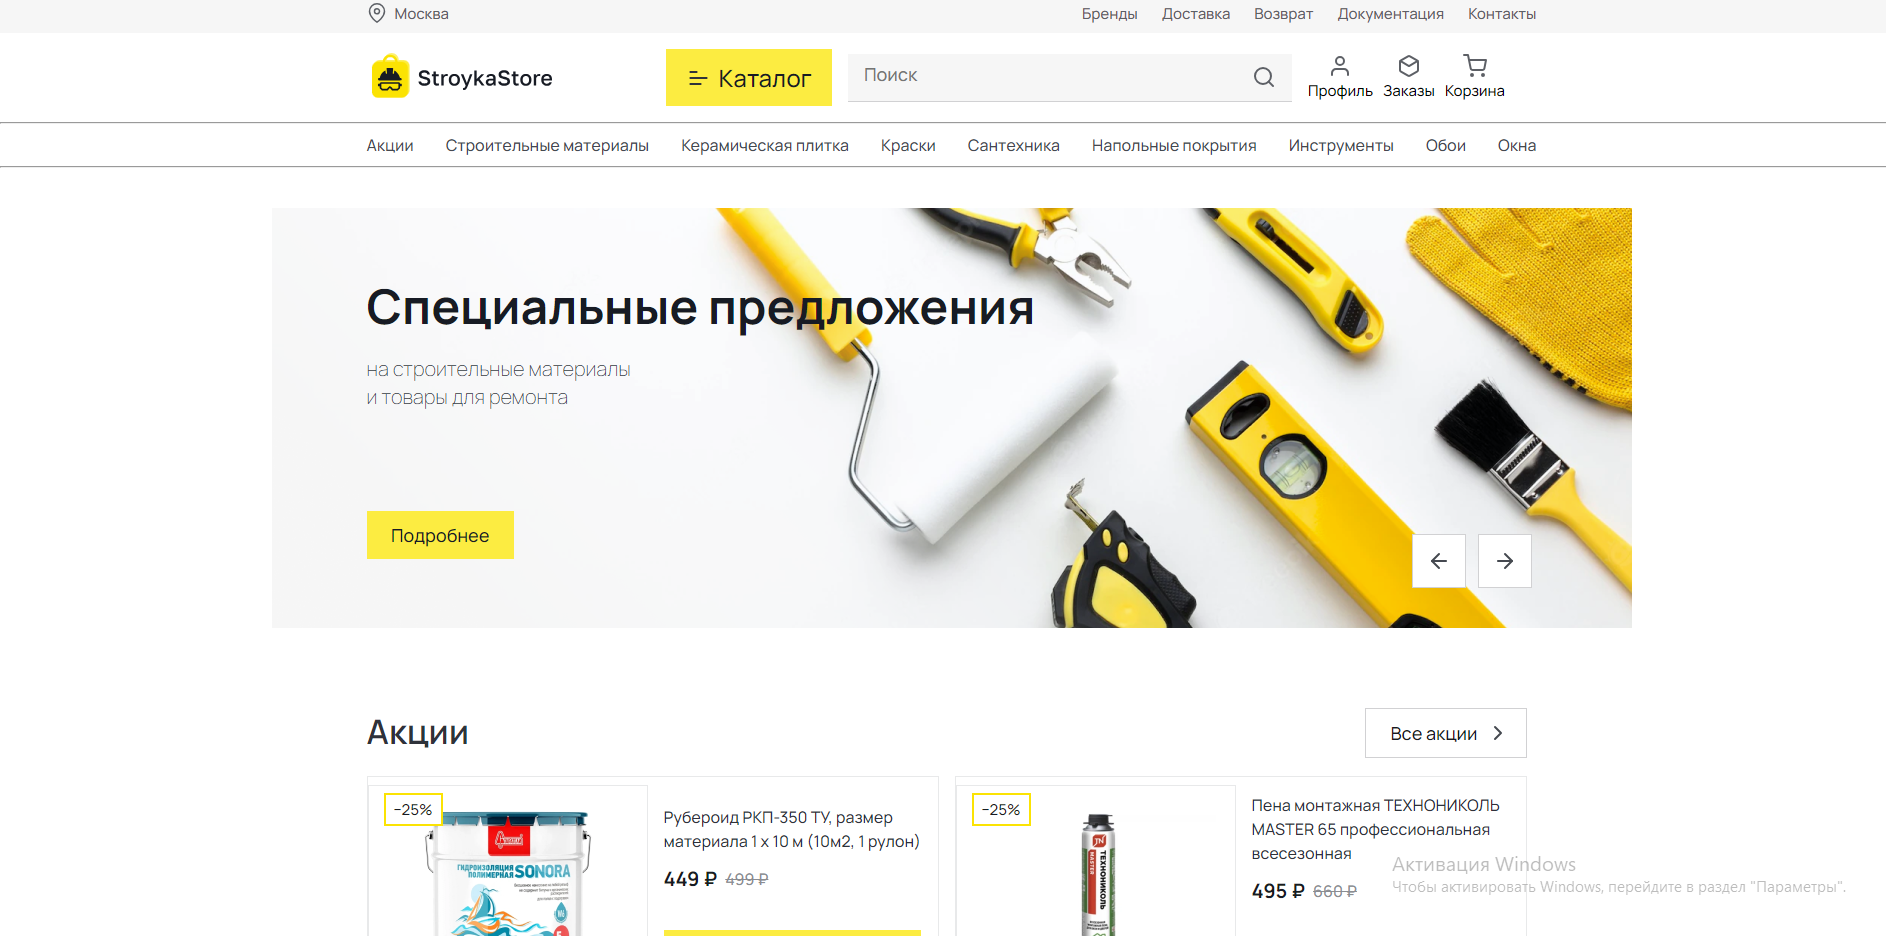 Москва
Бренды Доставка Возврат Документация Контакты
StroykaStore
Каталог
Поиск
Профиль Заказы Корзина
Акции Строительные материалы Керамическая плитка Краски Сантехника Напольные покрытия Инструменты Обои Окна
Специальные предложения
на строительные материалы
и товары для ремонта
Подробнее
Акции
Все акции
−25%
ГИДРОИЗОЛЯЦИЯ
ПОЛИМЕРНАЯ SONORA
Рубероид РКП-350 ТУ, размер
материала 1 х 10 м (10м2, 1 рулон)
449 ₽ 499 ₽
−25%
MASTER
ТЕХНОНИКОЛЬ
Пена монтажная ТЕХНОНИКОЛЬ
MASTER 65 профессиональная
всесезонная
495 ₽ 660 ₽
Активация Windows
Чтобы активировать Windows, перейдите в раздел "Параметры".